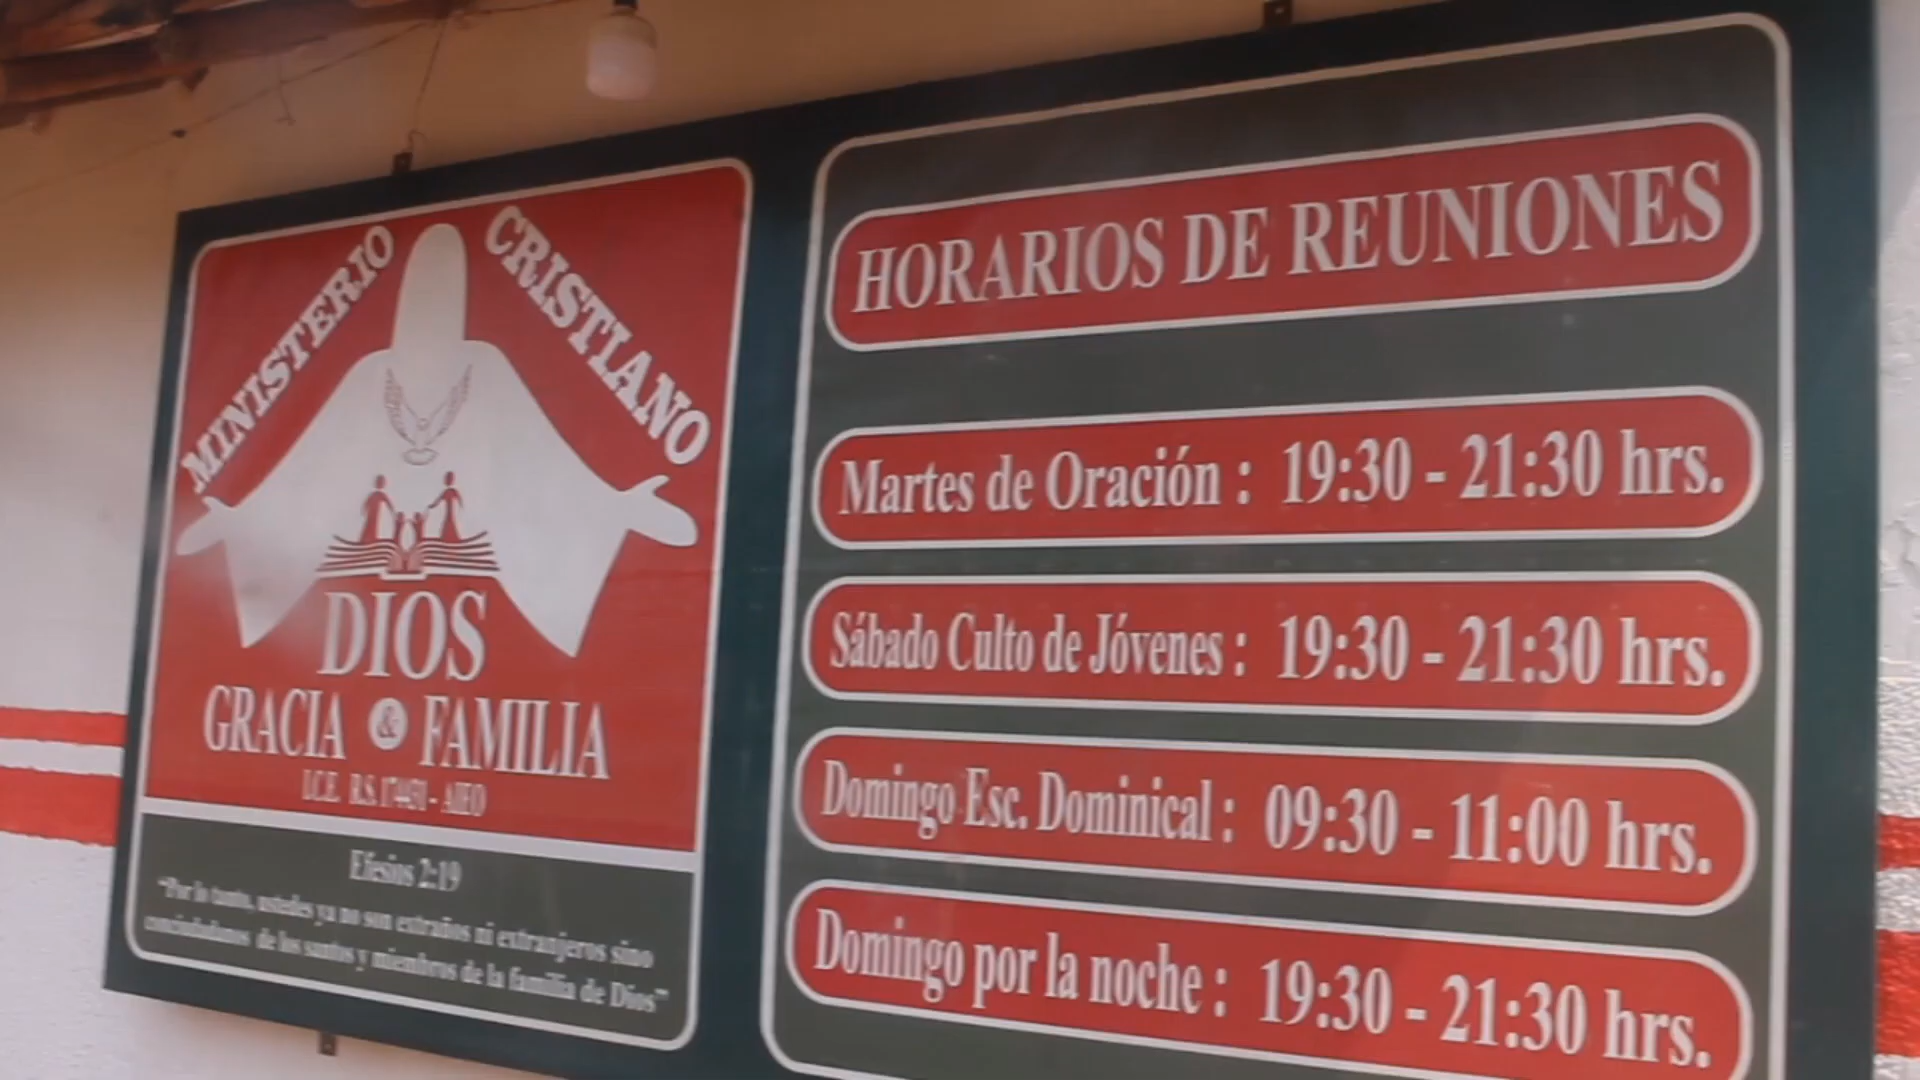 MINISTERIO CRISTIANO
DIOS
GRACIA & FAMILIA
I.C.E. R.S.
Efesios 2:19
"Por lo tanto, ustedes ya no son extraños ni extranjeros sino
conciudadanos de los santos y miembros de la familia de Dios"
HORARIOS DE REUNIONES
Martes de Oración : 19:30 - 21:30 hrs.
Sábado Culto de Jóvenes : 19:30 - 21:30 hrs.
Domingo Esc. Dominical : 09:30 - 11:00 hrs.
Domingo por la noche : 19:30 - 21:30 hrs.